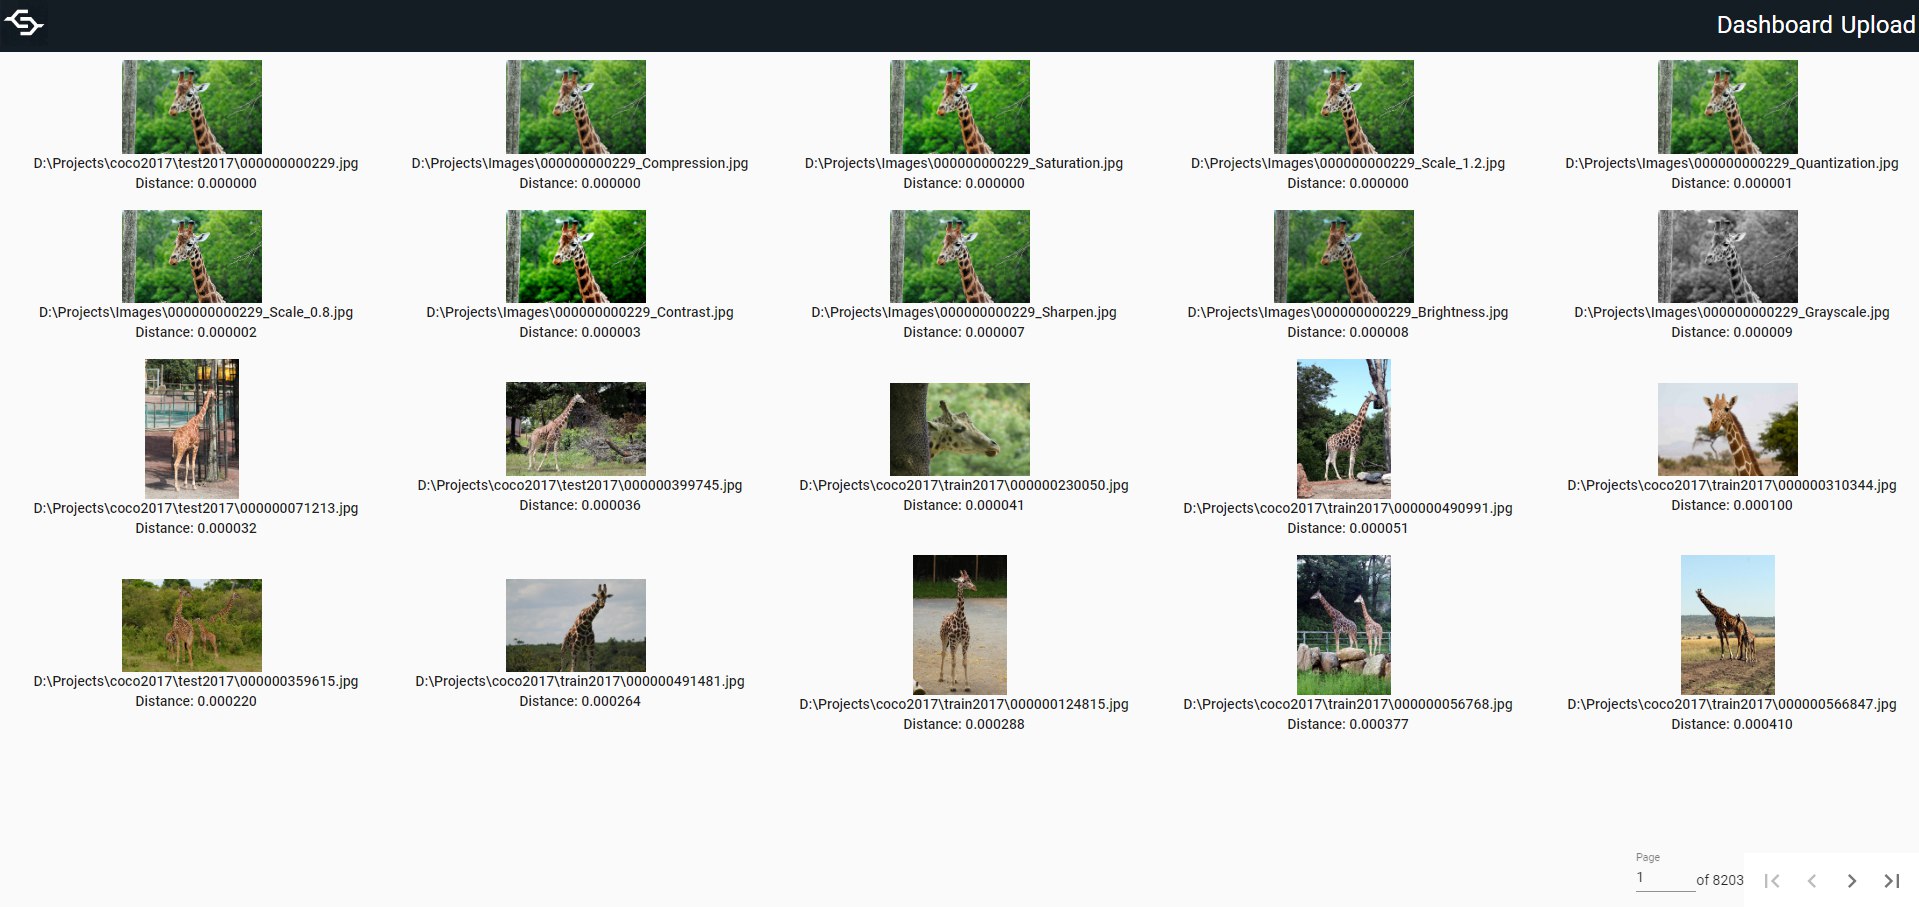 Dashboard Upload
D:\Projects\coco2017\test2017\000000000229.jpg
Distance: 0.000000
D:\Projects\Images\000000000229_Compression.jpg
Distance: 0.000000
D:\Projects\Images\000000000229_Saturation.jpg
Distance: 0.000000
D:\Projects\Images\000000000229_Scale_1.2.jpg
Distance: 0.000000
D:\Projects\Images\000000000229_Quantization.jpg
Distance: 0.000001
D:\Projects\Images\000000000229_Scale_0.8.jpg
Distance: 0.000002
D:\Projects\Images\000000000229_Contrast.jpg
Distance: 0.000003
D:\Projects\Images\000000000229_Sharpen.jpg
Distance: 0.000007
D:\Projects\Images\000000000229_Brightness.jpg
Distance: 0.000008
D:\Projects\Images\000000000229_Grayscale.jpg
Distance: 0.000009
D:\Projects\coco2017\test2017\000000071213.jpg
Distance: 0.000032
D:\Projects\coco2017\test2017\000000399745.jpg
Distance: 0.000036
D:\Projects\coco2017\train2017\000000230050.jpg
Distance: 0.000041
D:\Projects\coco2017\train2017\000000490991.jpg
Distance: 0.000051
D:\Projects\coco2017\train2017\000000310344.jpg
Distance: 0.000100
D:\Projects\coco2017\test2017\000000359615.jpg
Distance: 0.000220
D:\Projects\coco2017\train2017\000000491481.jpg
Distance: 0.000264
D:\Projects\coco2017\train2017\000000124815.jpg
Distance: 0.000288
D:\Projects\coco2017\train2017\000000056768.jpg
Distance: 0.000377
D:\Projects\coco2017\train2017\000000566847.jpg
Distance: 0.000410
Page
1 of 8203